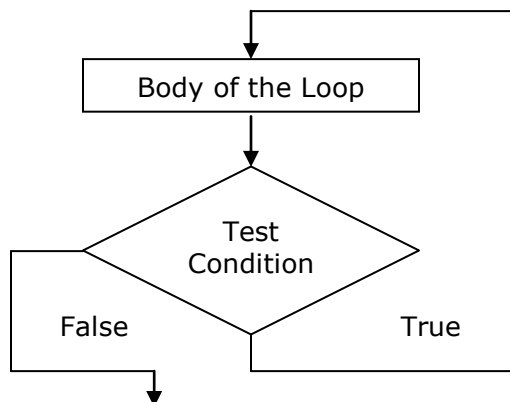 Body of the Loop
Test
Condition
False
True